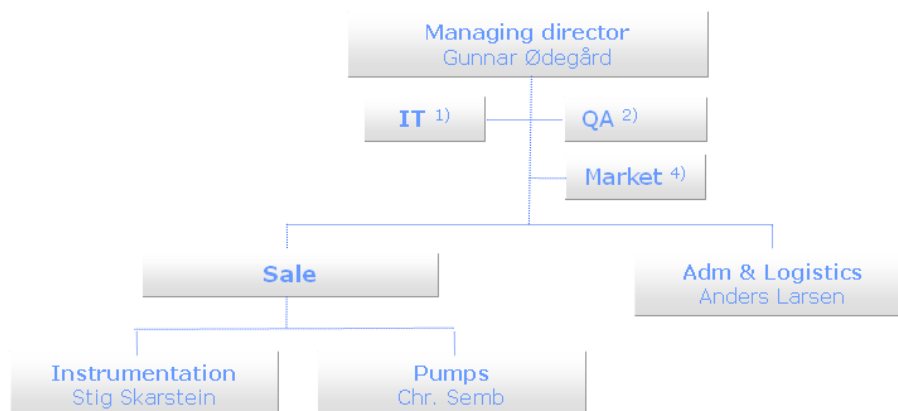 Managing director
Gunnar Ødegård
IT 1)
QA 2)
Market 4)
Sale
Adm & Logistics
Anders Larsen
Instrumentation
Stig Skarstein
Pumps
Chr. Semb